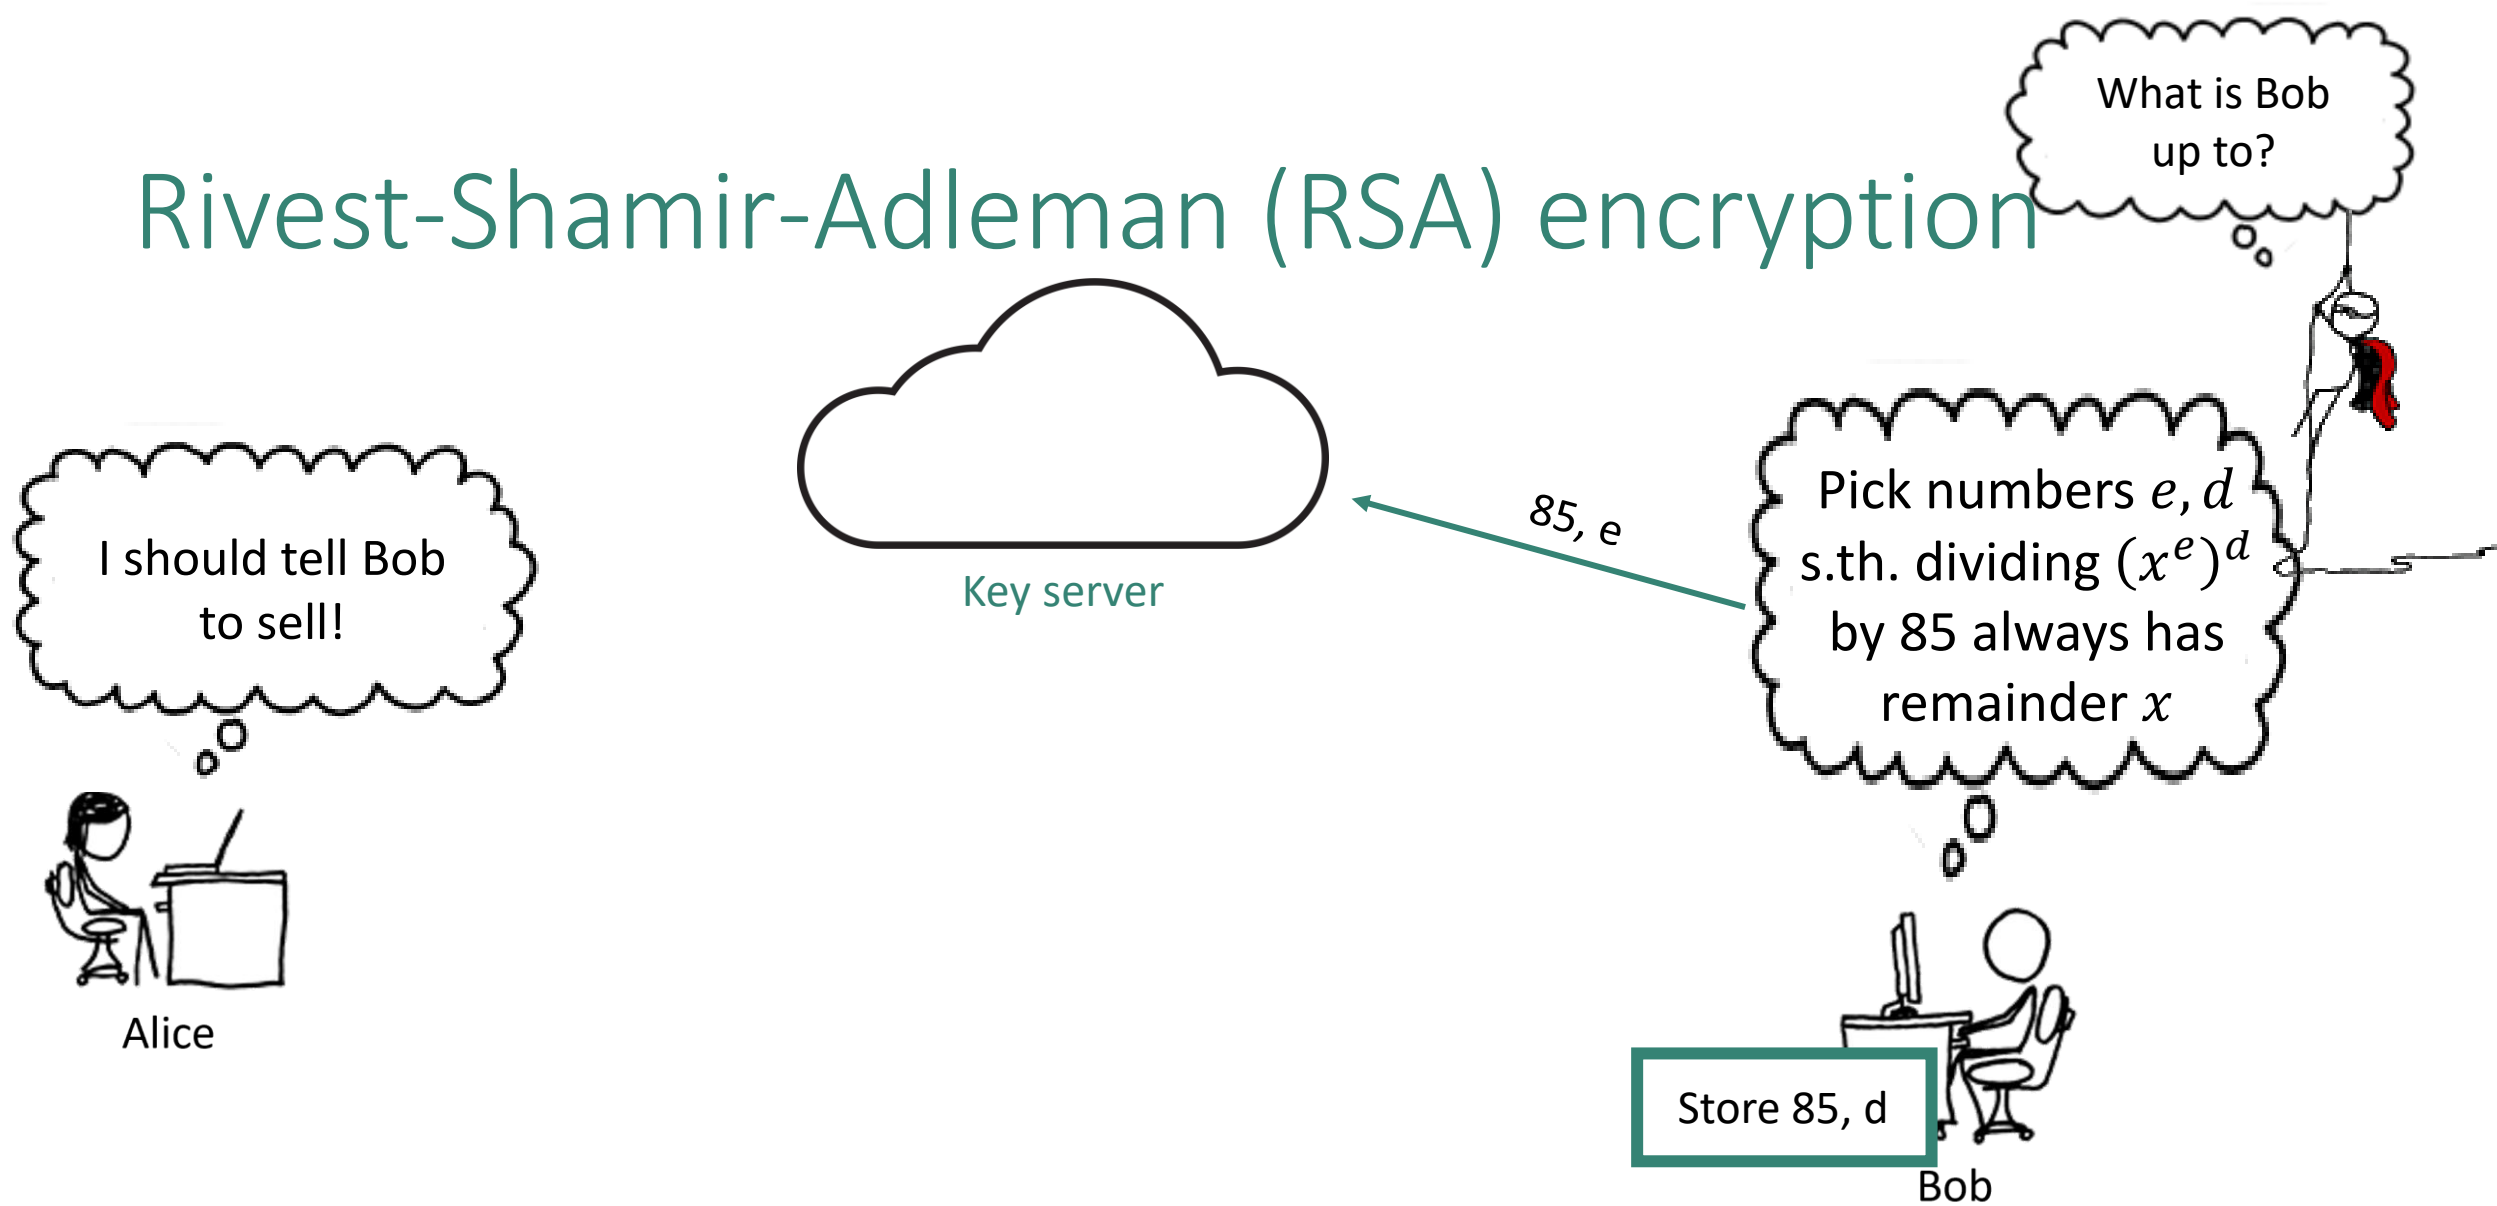 What is Bob
up to?
Rivest-Shamir-Adleman (RSA) encryption
Pick numbers e, d
s.th. dividing (x^e)^d
by 85 always has
remainder x
85, e
I should tell Bob
to sell!
Key server
Alice
Store 85, d
Bob